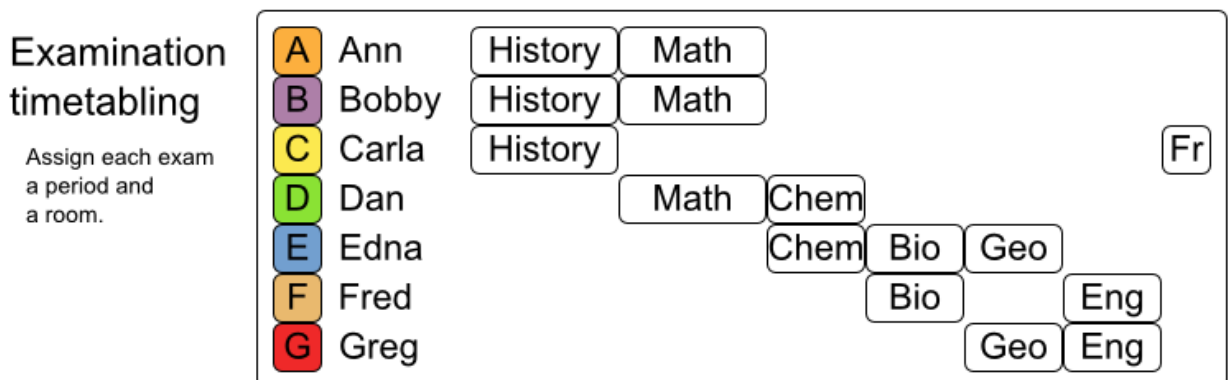 Examination
timetabling
Assign each exam
a period and
a room.
A Ann History Math
B Bobby History Math
C Carla History Fr
D Dan Math Chem
E Edna Chem Bio Geo
F Fred Bio Eng
G Greg Geo Eng